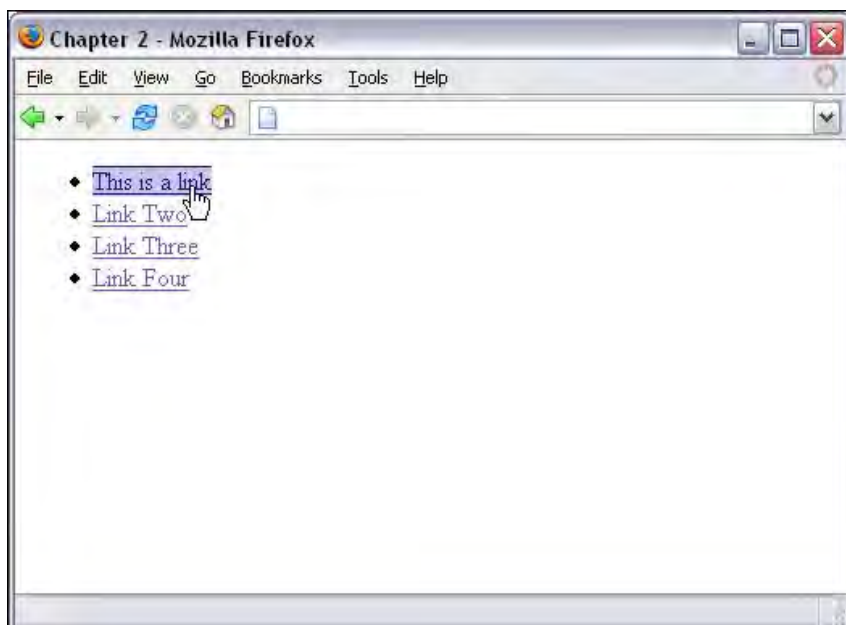 Chapter 2 - Mozilla Firefox
File Edit View Go Bookmarks Tools Help
This is a link
Link Two
Link Three
Link Four